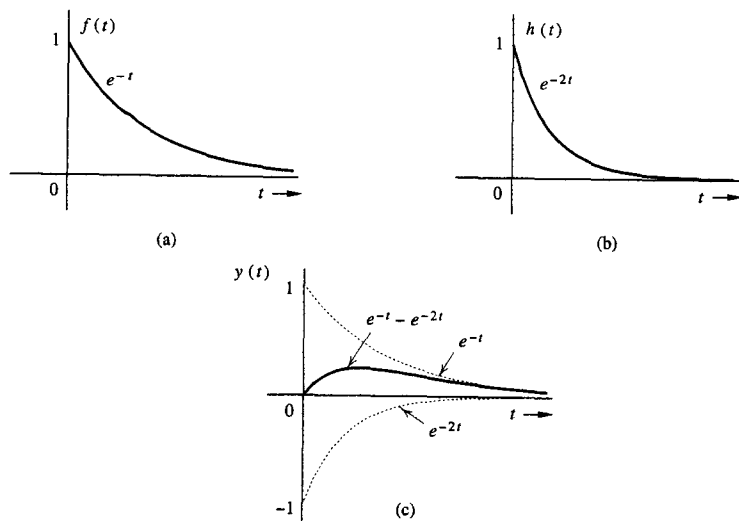 f(t)
1
e^{-t}
0
t →
(a)
h(t)
1
e^{-2t}
0
t →
(b)
y(t)
1
e^{-t} − e^{-2t}
e^{-t}
0
t →
e^{-2t}
−1
(c)